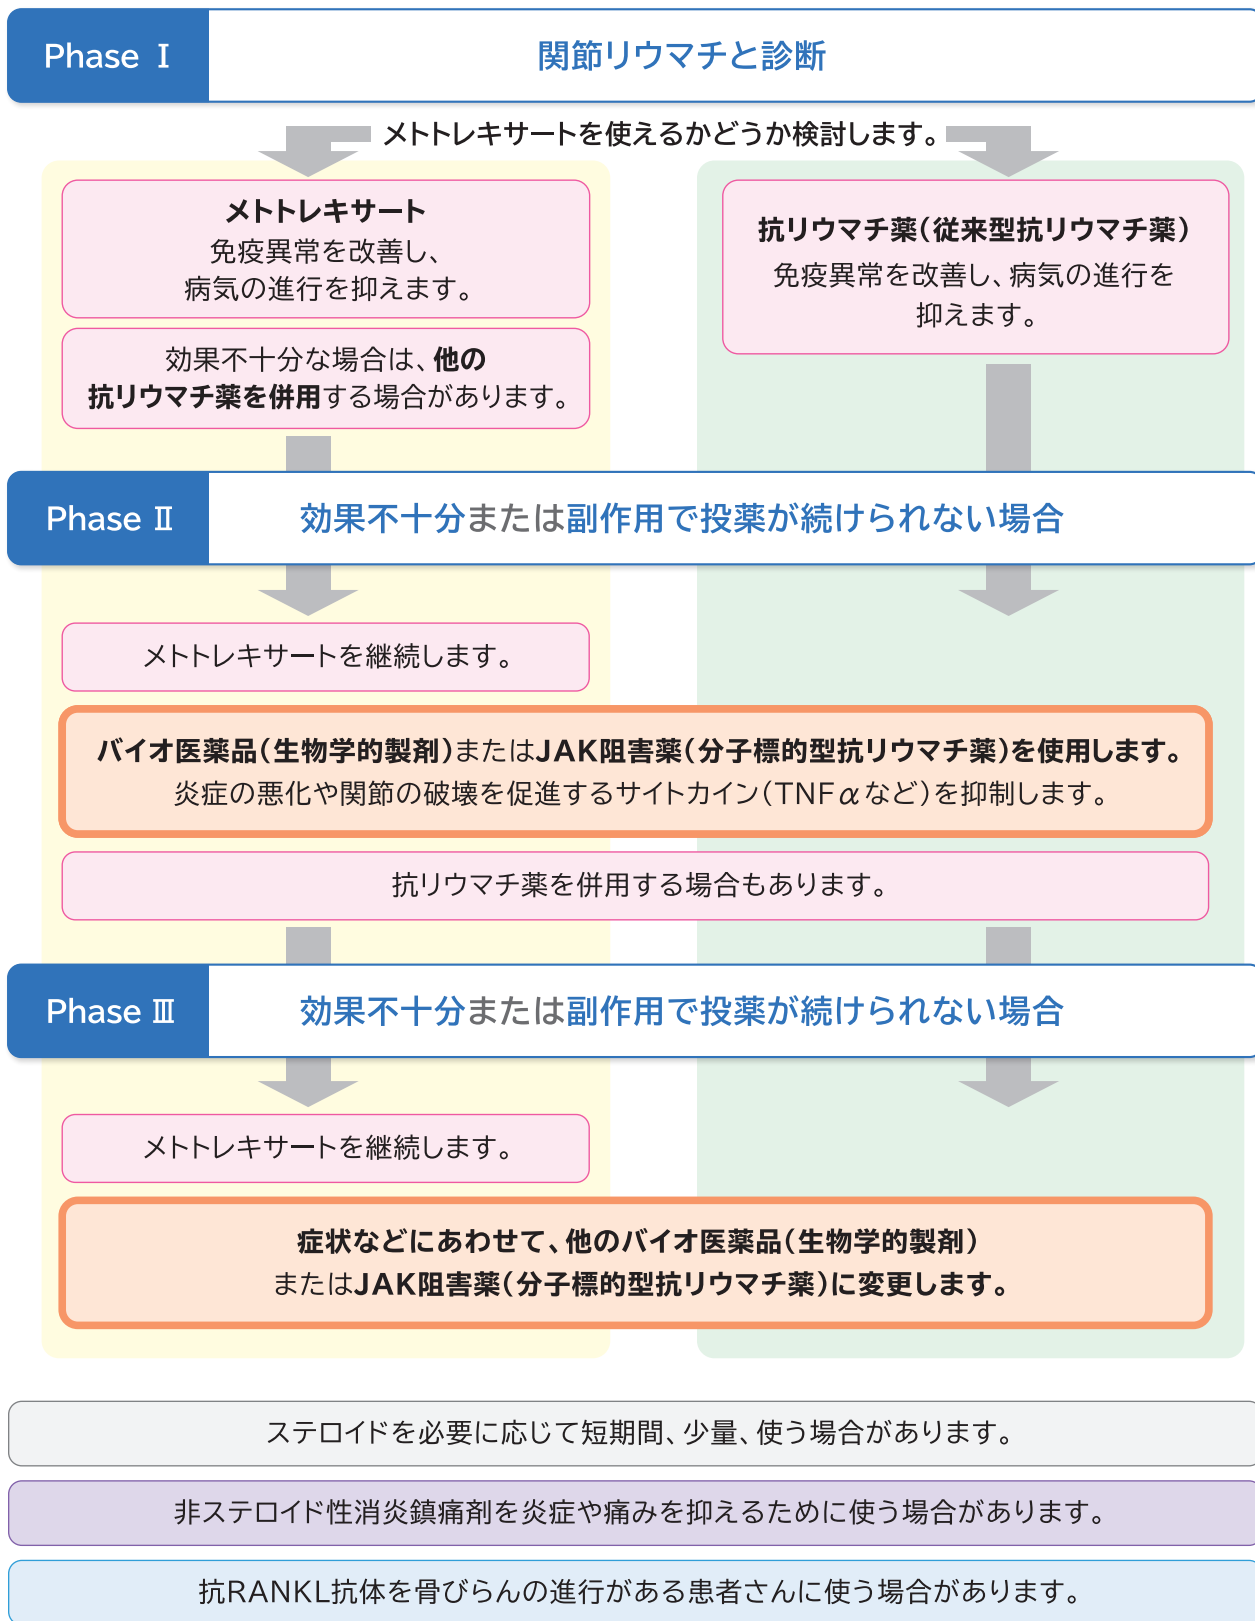 Phase Ⅰ
関節リウマチと診断
メトトレキサートを使えるかどうか検討します。
メトトレキサート
免疫異常を改善し、
病気の進行を抑えます。
効果不十分な場合は、他の
抗リウマチ薬を併用する場合があります。
抗リウマチ薬(従来型抗リウマチ薬)
免疫異常を改善し、病気の進行を
抑えます。
Phase Ⅱ
効果不十分または副作用で投薬が続けられない場合
メトトレキサートを継続します。
バイオ医薬品(生物学的製剤)またはJAK阻害薬(分子標的型抗リウマチ薬)を使用します。
炎症の悪化や関節の破壊を促進するサイトカイン(TNFαなど)を抑制します。
抗リウマチ薬を併用する場合もあります。
Phase Ⅲ
効果不十分または副作用で投薬が続けられない場合
メトトレキサートを継続します。
症状などにあわせて、他のバイオ医薬品(生物学的製剤)
またはJAK阻害薬(分子標的型抗リウマチ薬)に変更します。
ステロイドを必要に応じて短期間、少量、使う場合があります。
非ステロイド性消炎鎮痛剤を炎症や痛みを抑えるために使う場合があります。
抗RANKL抗体を骨びらんの進行がある患者さんに使う場合があります。